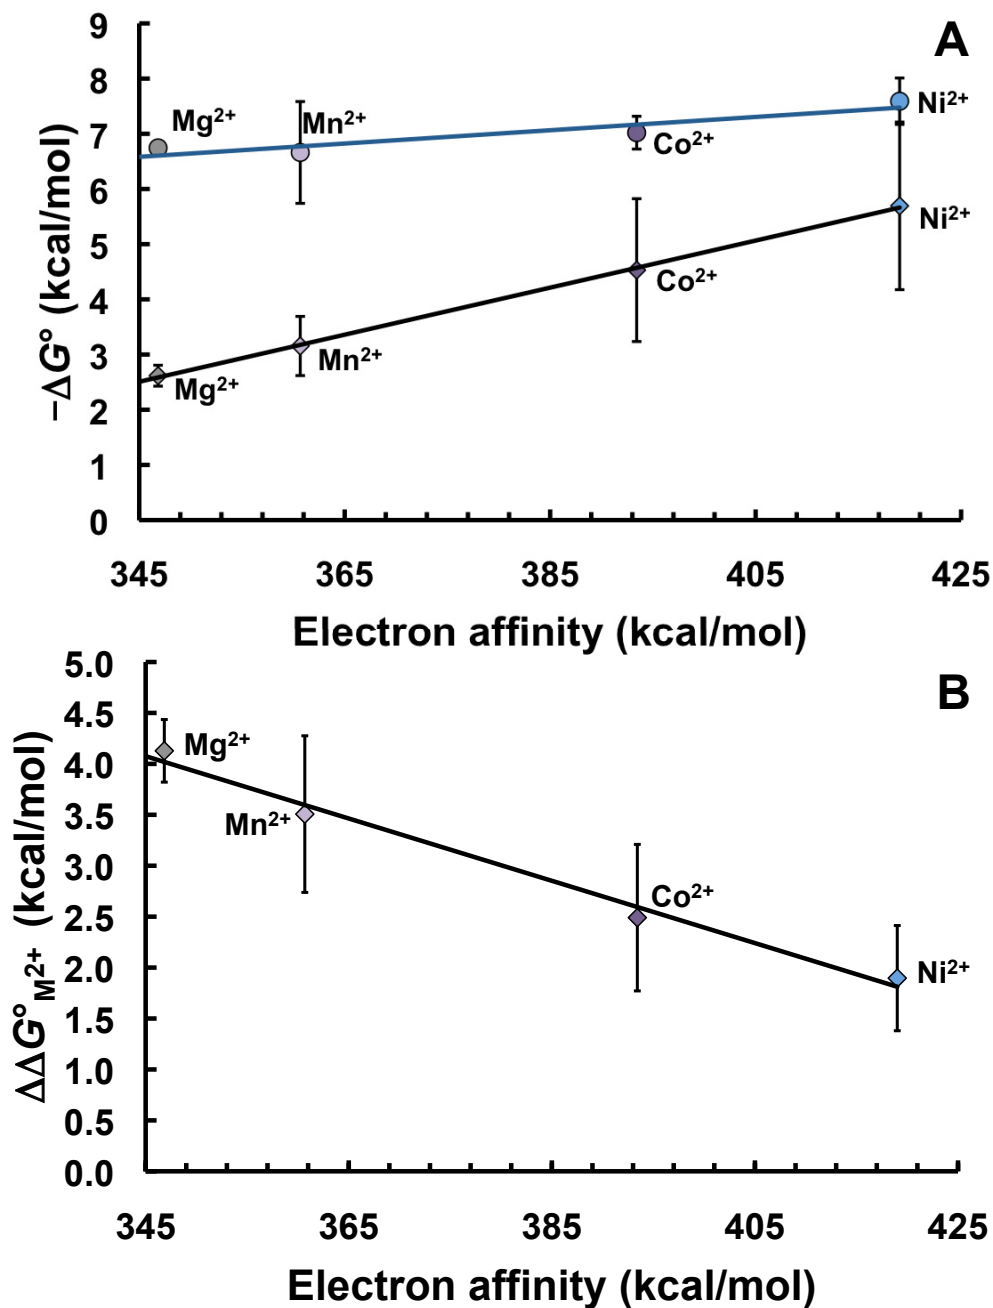 A
9
8
7
6
5
4
3
2
1
0
−ΔG° (kcal/mol)
Mg²⁺
Mn²⁺
Co²⁺
Ni²⁺
Mg²⁺
Mn²⁺
Co²⁺
Ni²⁺
345 365 385 405 425
Electron affinity (kcal/mol)
B
5.0
4.5
4.0
3.5
3.0
2.5
2.0
1.5
1.0
0.5
0.0
ΔΔG°M²⁺ (kcal/mol)
Mg²⁺
Mn²⁺
Co²⁺
Ni²⁺
345 365 385 405 425
Electron affinity (kcal/mol)